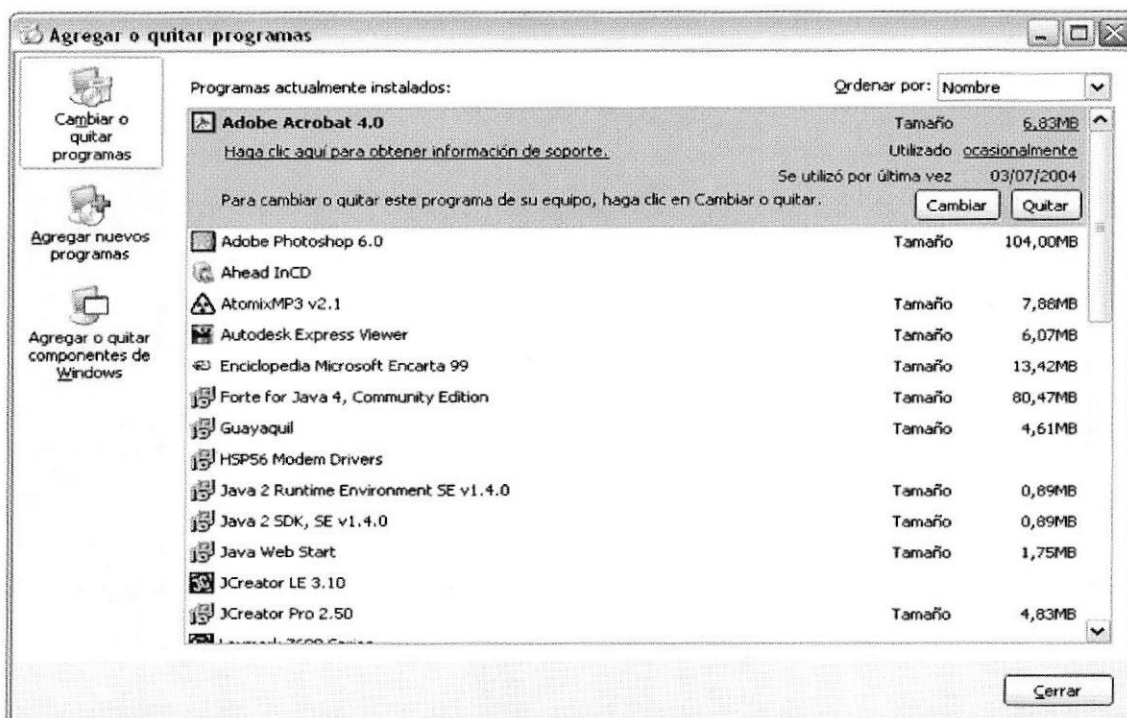 Agregar o quitar programas
Cambiar o
quitar
programas
Agregar nuevos
programas
Agregar o quitar
componentes de
Windows
Programas actualmente instalados:
Ordenar por: Nombre
Adobe Acrobat 4.0 Tamaño 6,83MB
Haga clic aquí para obtener información de soporte. Utilizado ocasionalmente
Se utilizó por última vez 03/07/2004
Para cambiar o quitar este programa de su equipo, haga clic en Cambiar o quitar. Cambiar Quitar
Adobe Photoshop 6.0 Tamaño 104,00MB
Ahead InCD
AtomixMP3 v2.1 Tamaño 7,88MB
Autodesk Express Viewer Tamaño 6,07MB
Enciclopedia Microsoft Encarta 99 Tamaño 13,42MB
Forte for Java 4, Community Edition Tamaño 80,47MB
Guayaquil Tamaño 4,61MB
HSP56 Modem Drivers
Java 2 Runtime Environment SE v1.4.0 Tamaño 0,89MB
Java 2 SDK, SE v1.4.0 Tamaño 0,89MB
Java Web Start Tamaño 1,75MB
JCreator LE 3.10
JCreator Pro 2.50 Tamaño 4,83MB
Cerrar